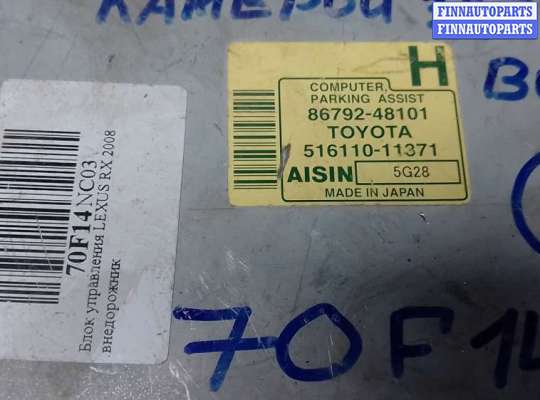 КАМЕРОЙ
FINNAUTOPARTS
FINNAUTOPARTS
H
COMPUTER,
PARKING ASSIST
86792-48101
TOYOTA
516110-11371
AISIN 5G28
MADE IN JAPAN
70F14NC03
Блок управления LEXUS RX 2008
внедорожник
70F14